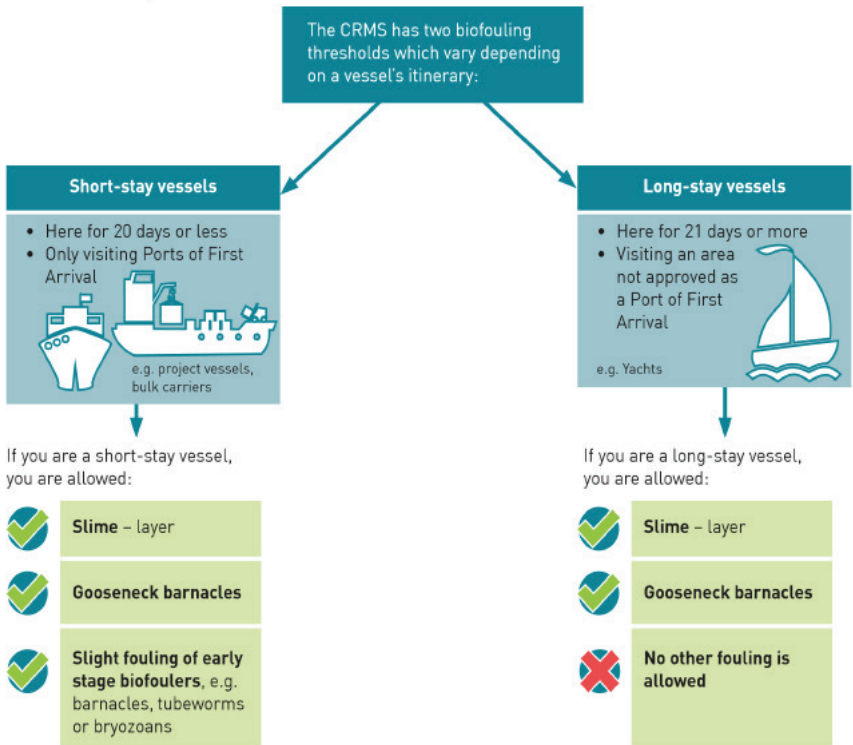 The CRMS has two biofouling
thresholds which vary depending
on a vessel's itinerary:
Short-stay vessels
• Here for 20 days or less
• Only visiting Ports of First
Arrival
e.g. project vessels,
bulk carriers
If you are a short-stay vessel,
you are allowed:
Slime – layer
Gooseneck barnacles
Slight fouling of early
stage biofoulers, e.g.
barnacles, tubeworms
or bryozoans
Long-stay vessels
• Here for 21 days or more
• Visiting an area
not approved as
a Port of First
Arrival
e.g. Yachts
If you are a long-stay vessel,
you are allowed:
Slime – layer
Gooseneck barnacles
No other fouling is
allowed